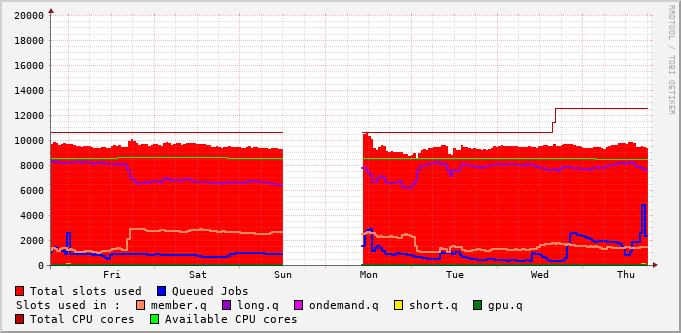 RRDTOOL / TOBI OETIKER
20000
18000
16000
14000
12000
10000
8000
6000
4000
2000
0
Fri Sat Sun Mon Tue Wed Thu
Total slots used Queued Jobs
Slots used in : member.q long.q ondemand.q short.q gpu.q
Total CPU cores Available CPU cores